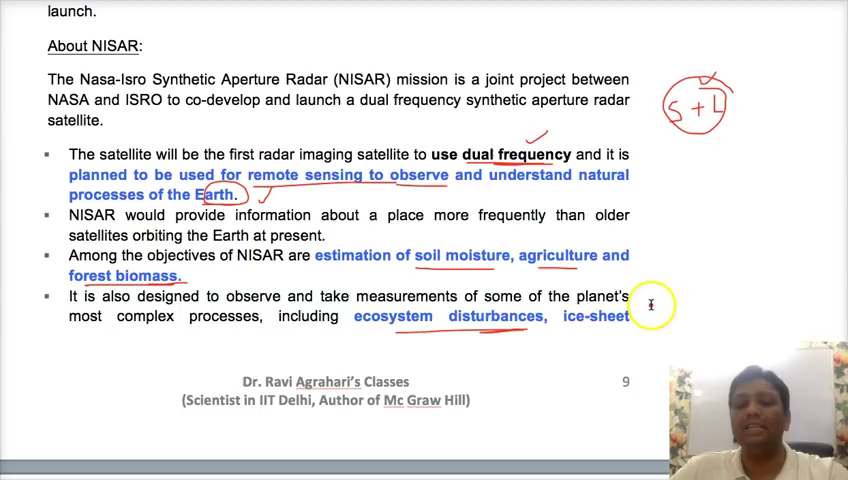 launch.
About NISAR:
The Nasa-Isro Synthetic Aperture Radar (NISAR) mission is a joint project between
NASA and ISRO to co-develop and launch a dual frequency synthetic aperture radar
satellite.
▪ The satellite will be the first radar imaging satellite to use dual frequency and it is
planned to be used for remote sensing to observe and understand natural
processes of the Earth.
▪ NISAR would provide information about a place more frequently than older
satellites orbiting the Earth at present.
▪ Among the objectives of NISAR are estimation of soil moisture, agriculture and
forest biomass.
▪ It is also designed to observe and take measurements of some of the planet's
most complex processes, including ecosystem disturbances, ice-sheet
S + L
Dr. Ravi Agrahari's Classes
(Scientist in IIT Delhi, Author of Mc Graw Hill)
9